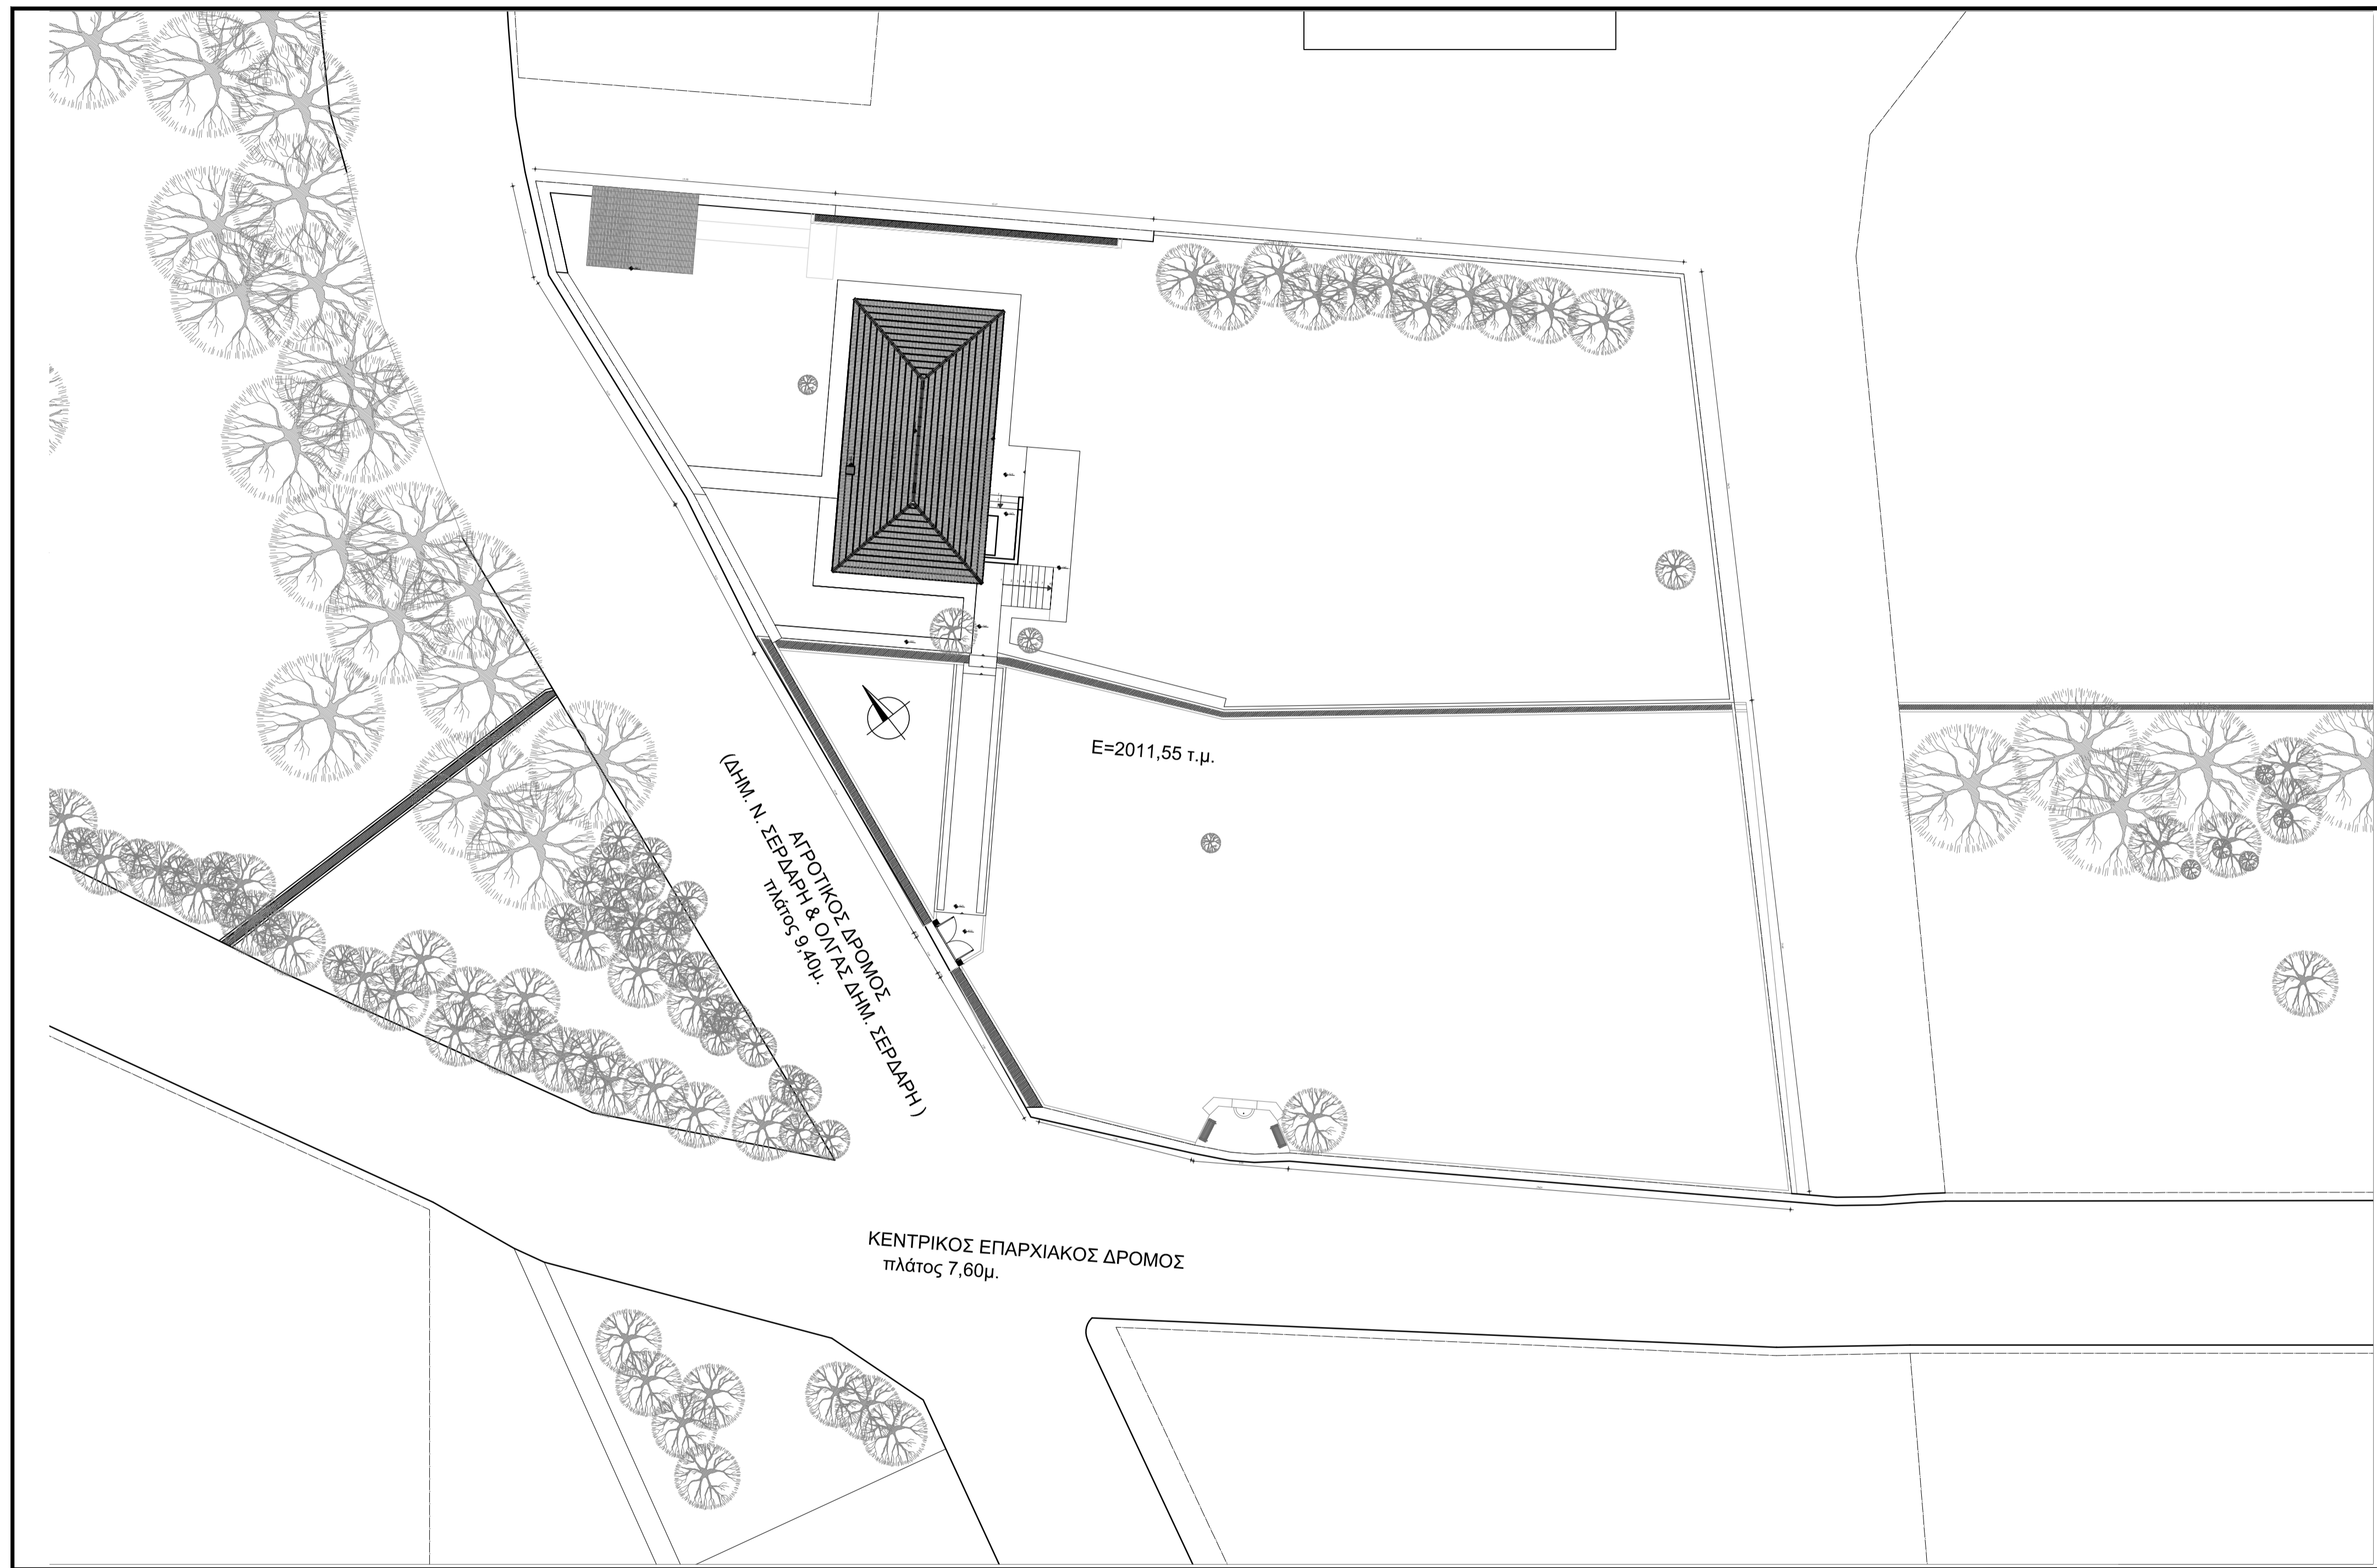 Ε=2011,55 τ.μ.
ΑΓΡΟΤΙΚΟΣ ΔΡΟΜΟΣ
(ΔΗΜ. Ν. ΣΕΡΔΑΡΗ & ΟΛΓΑΣ ΔΗΜ. ΣΕΡΔΑΡΗ )
πλάτος 9,40μ.
ΚΕΝΤΡΙΚΟΣ ΕΠΑΡΧΙΑΚΟΣ ΔΡΟΜΟΣ
πλάτος 7,60μ.